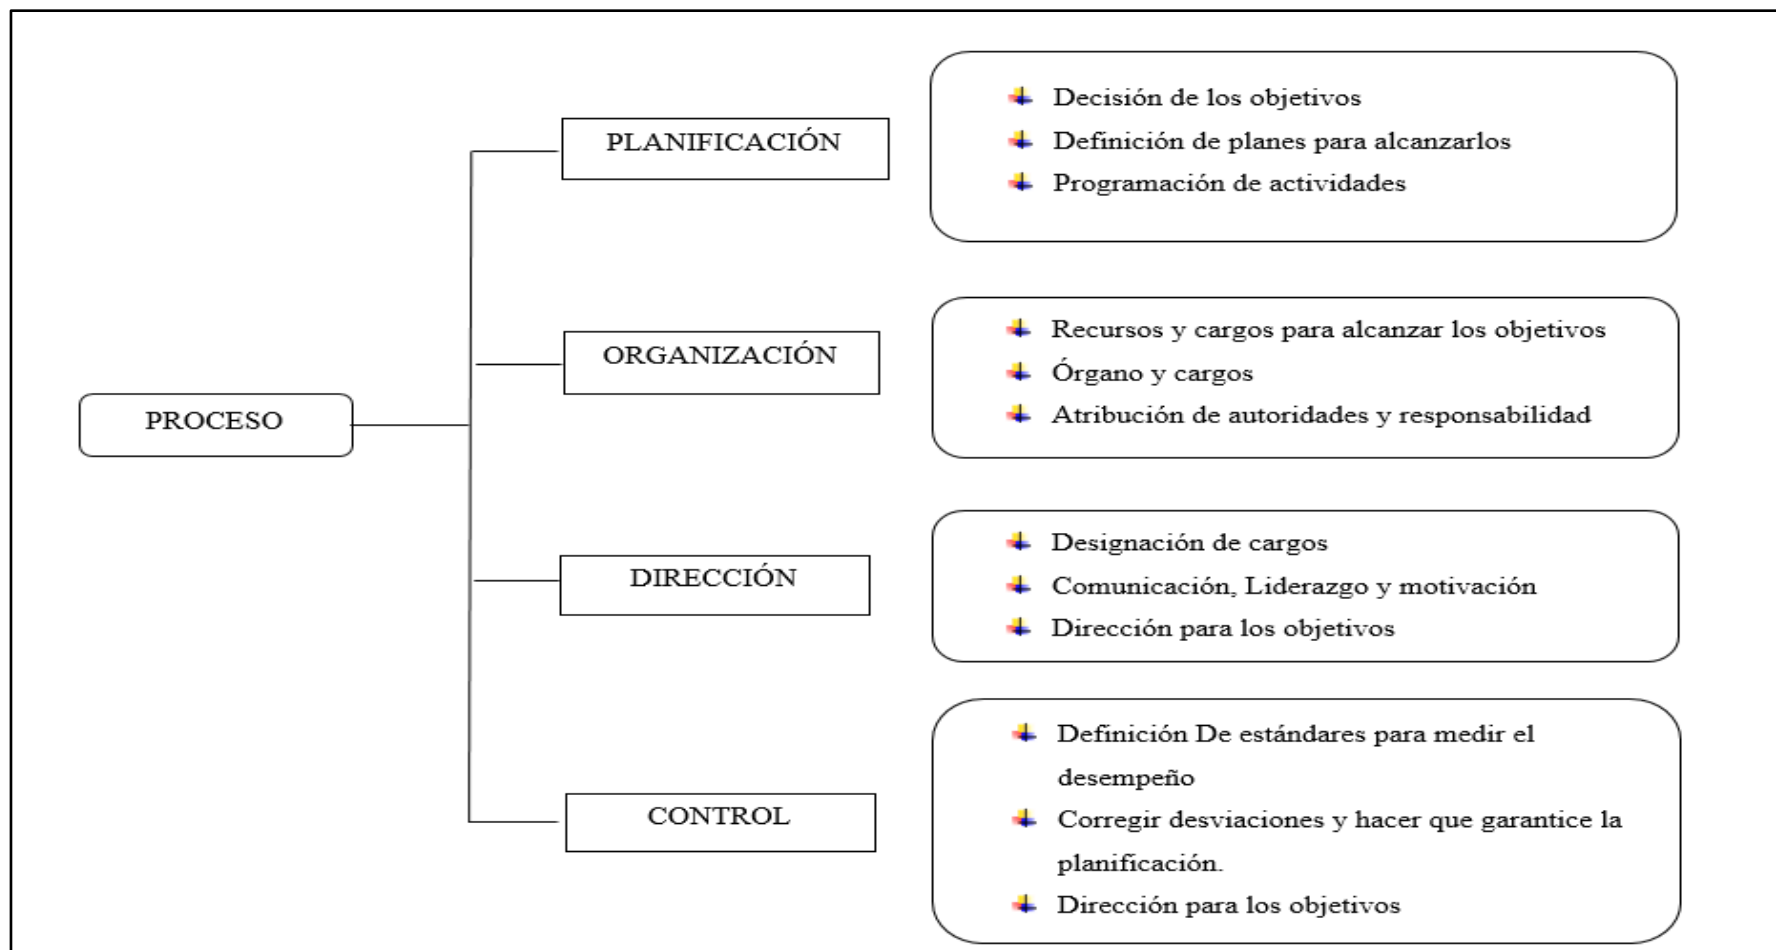 PROCESO
PLANIFICACIÓN
Decisión de los objetivos
Definición de planes para alcanzarlos
Programación de actividades
ORGANIZACIÓN
Recursos y cargos para alcanzar los objetivos
Órgano y cargos
Atribución de autoridades y responsabilidad
DIRECCIÓN
Designación de cargos
Comunicación, Liderazgo y motivación
Dirección para los objetivos
CONTROL
Definición De estándares para medir el
desempeño
Corregir desviaciones y hacer que garantice la
planificación.
Dirección para los objetivos